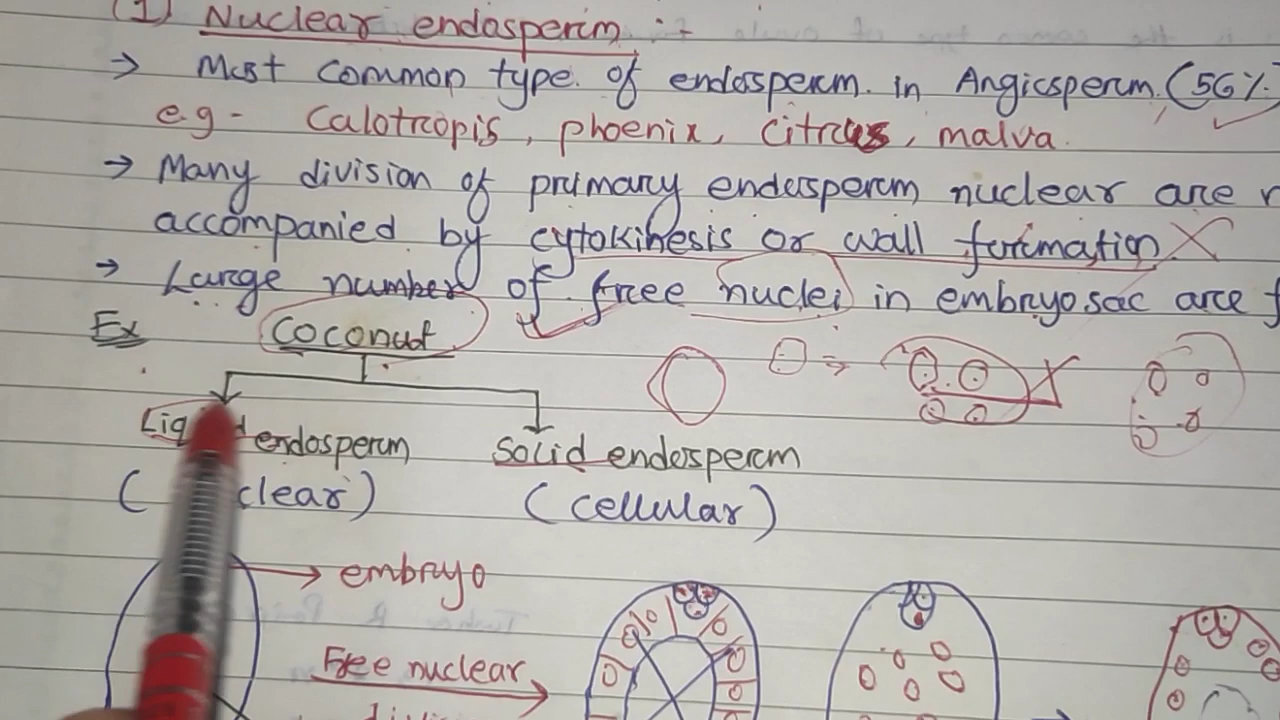 (1) Nuclear endosperm :-
→ Most common type of endosperm in Angiosperm. (56%
e.g - Calotropis, phoenix, Citrus, malva.
→ Many division of primary endosperm nuclear are
accompanied by cytokinesis or wall formation
→ Large number of free nuclei in embryosac are
Ex Coconut
endosperm Solid endosperm
(cellular)
embryo
Free nuclear